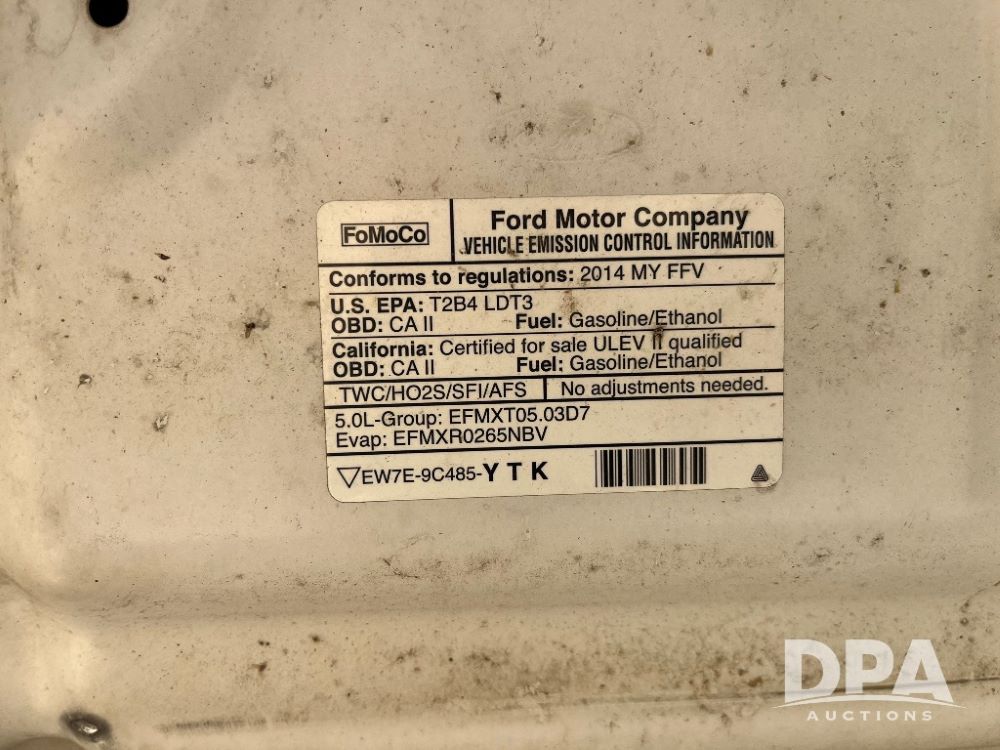 FoMoCo
Ford Motor Company
VEHICLE EMISSION CONTROL INFORMATION
Conforms to regulations: 2014 MY FFV
U.S. EPA: T2B4 LDT3
OBD: CA II Fuel: Gasoline/Ethanol
California: Certified for sale ULEV II qualified
OBD: CA II Fuel: Gasoline/Ethanol
TWC/HO2S/SFI/AFS No adjustments needed.
5.0L-Group: EFMXT05.03D7
Evap: EFMXR0265NBV
EW7E-9C485-YTK
DPA
AUCTIONS